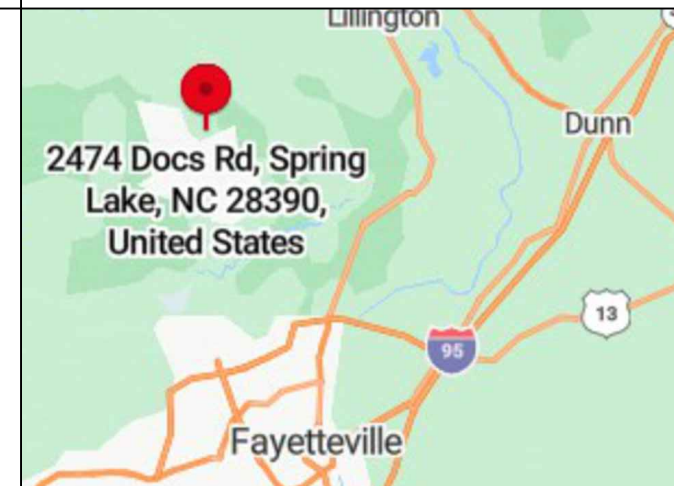 Lillington
Dunn
2474 Docs Rd, Spring
Lake, NC 28390,
United States
13
95
Fayetteville